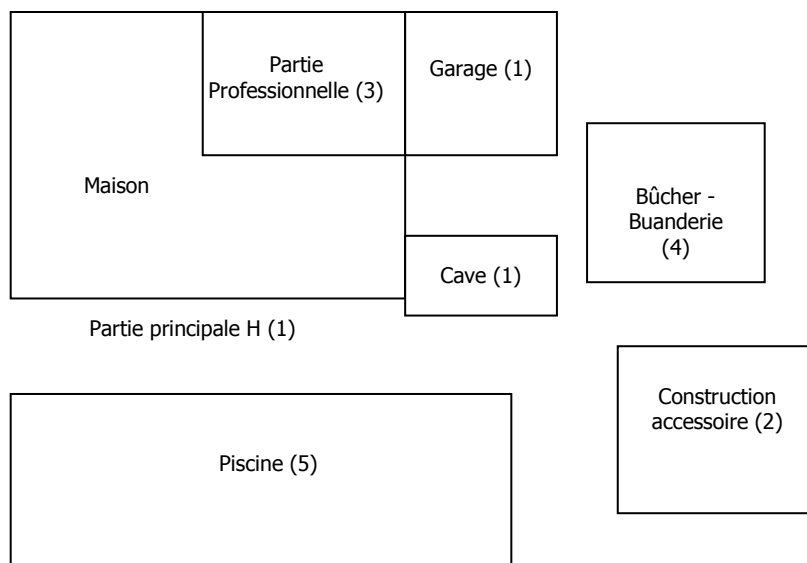 Partie
Professionnelle (3)
Garage (1)
Maison
Bûcher -
Buanderie
(4)
Cave (1)
Partie principale H (1)
Construction
accessoire (2)
Piscine (5)